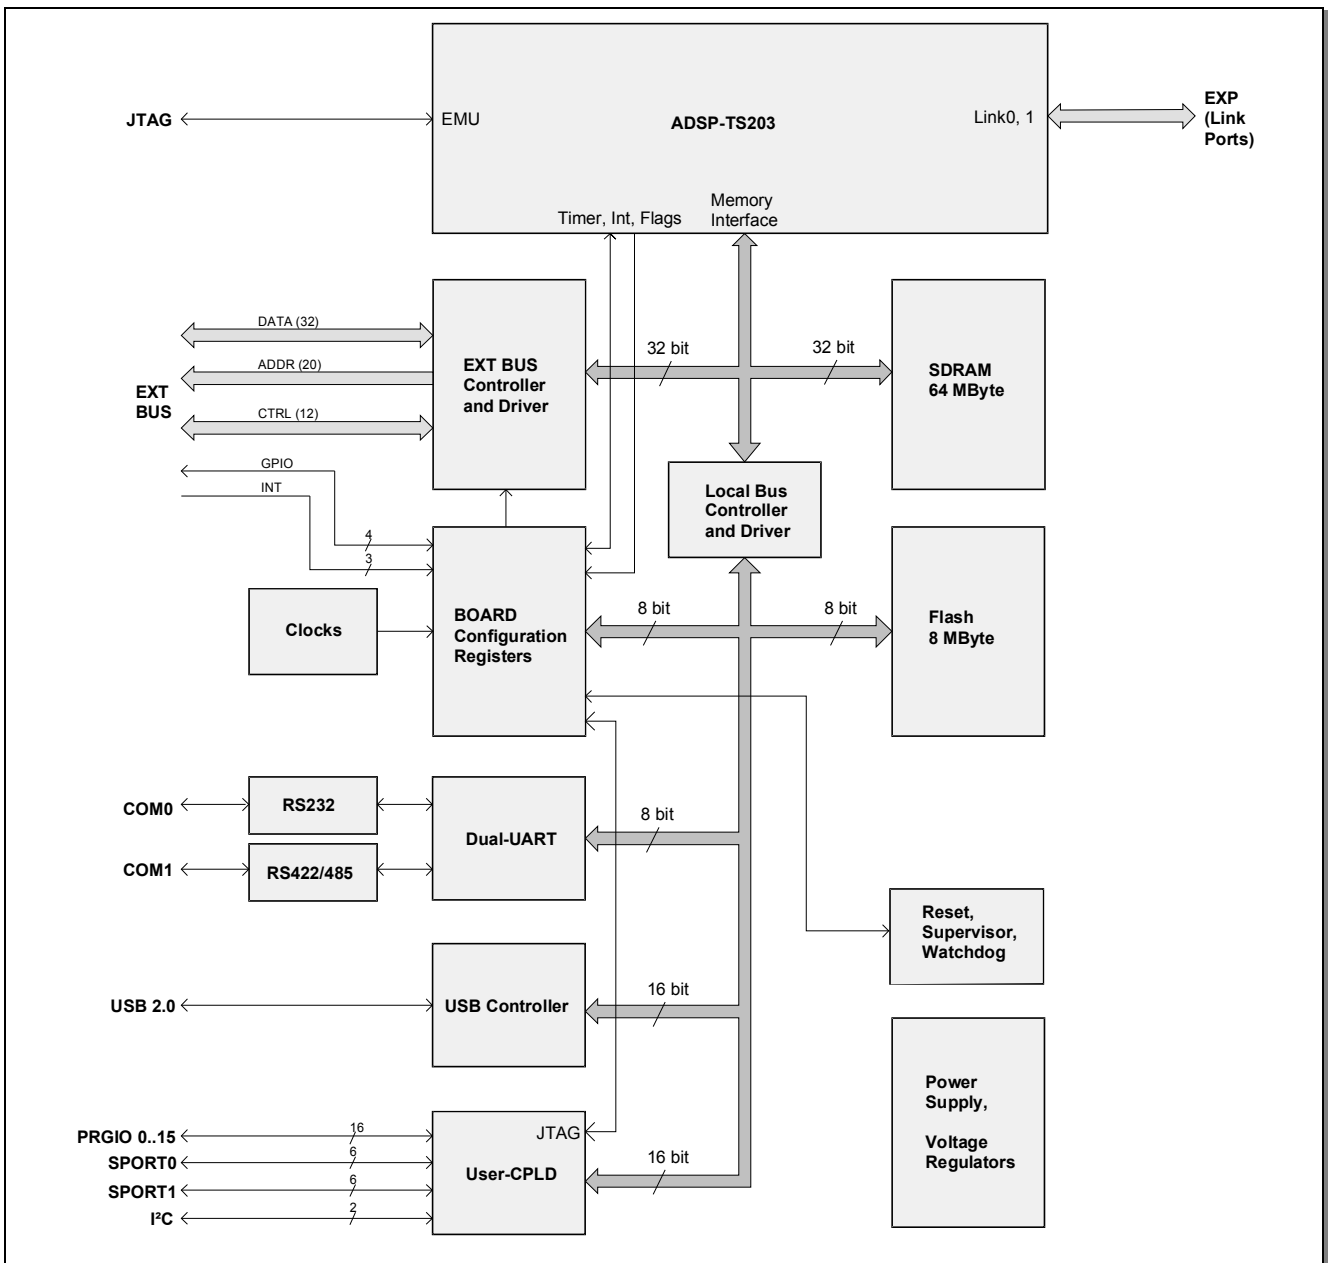 JTAG
EMU
ADSP-TS203
Link0, 1
EXP
(Link
Ports)
Timer, Int, Flags
Memory
Interface
EXT
BUS
DATA (32)
ADDR (20)
CTRL (12)
GPIO
INT
EXT BUS
Controller
and Driver
32 bit
32 bit
SDRAM
64 MByte
Local Bus
Controller
and Driver
4
3
Clocks
BOARD
Configuration
Registers
8 bit
8 bit
Flash
8 MByte
COM0
RS232
COM1
RS422/485
Dual-UART
8 bit
Reset,
Supervisor,
Watchdog
USB 2.0
USB Controller
16 bit
Power
Supply,
Voltage
Regulators
PRGIO 0..15
16
SPORT0
6
SPORT1
6
I²C
2
JTAG
User-CPLD
16 bit